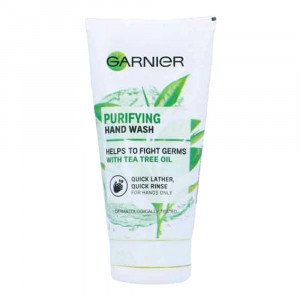 GARNIER
PURIFYING
HAND WASH
HELPS TO FIGHT GERMS
WITH TEA TREE OIL
QUICK LATHER,
QUICK RINSE
FOR HANDS ONLY
DERMATOLOGICALLY TESTED